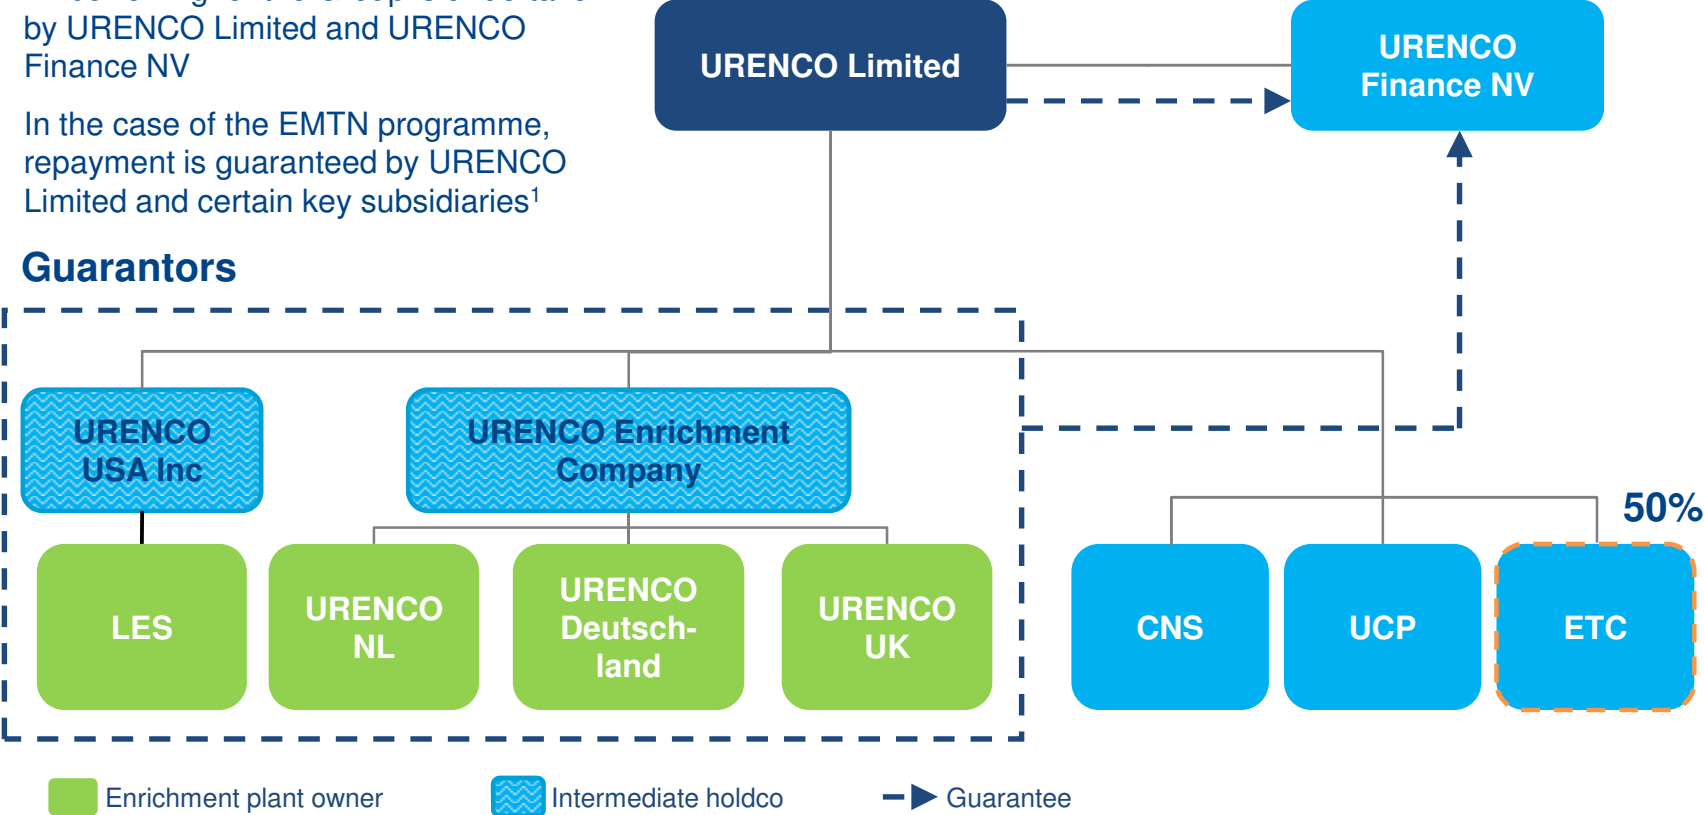 by URENCO Limited and URENCO
Finance NV
In the case of the EMTN programme,
repayment is guaranteed by URENCO
Limited and certain key subsidiaries¹
URENCO Limited
URENCO
Finance NV
Guarantors
URENCO
USA Inc
URENCO Enrichment
Company
50%
LES
URENCO
NL
URENCO
Deutsch-
land
URENCO
UK
CNS
UCP
ETC
Enrichment plant owner
Intermediate holdco
Guarantee